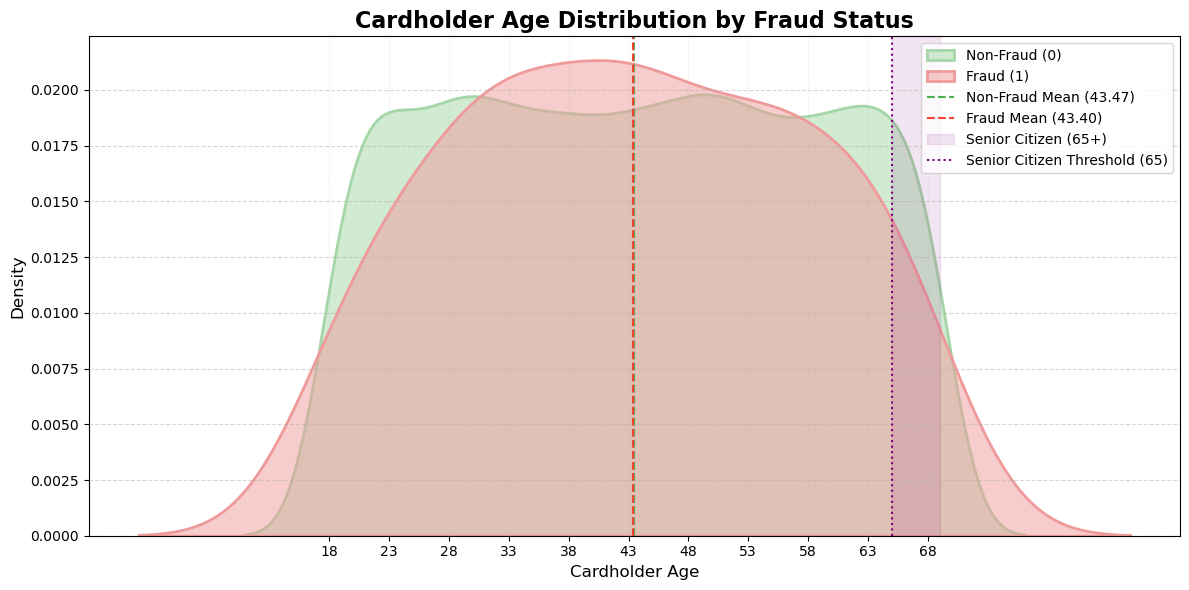 Cardholder Age Distribution by Fraud Status
Non-Fraud (0)
Fraud (1)
Non-Fraud Mean (43.47)
Fraud Mean (43.40)
Senior Citizen (65+)
Senior Citizen Threshold (65)
Density
0.0200
0.0175
0.0150
0.0125
0.0100
0.0075
0.0050
0.0025
0.0000
18 23 28 33 38 43 48 53 58 63 68
Cardholder Age